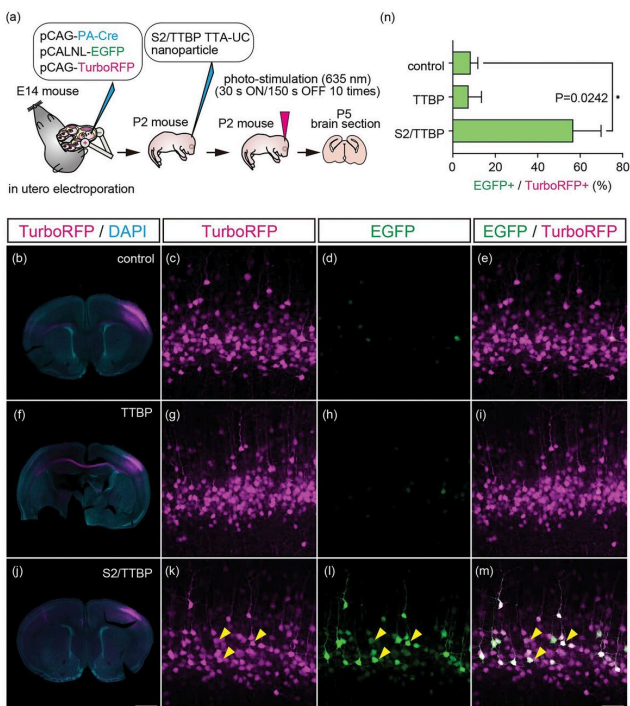 (a)
pCAG-PA-Cre
pCALNL-EGFP
pCAG-TurboRFP
S2/TTBP TTA-UC
nanoparticle
E14 mouse
photo-stimulation (635 nm)
(30 s ON/150 s OFF 10 times)
P2 mouse
P2 mouse
P5
brain section
in utero electroporation
(n)
control
TTBP
S2/TTBP
P=0.0242
*
0
20
40
60
80
EGFP+ / TurboRFP+ (%)
TurboRFP / DAPI
TurboRFP
EGFP
EGFP / TurboRFP
(b)
control
(c)
(d)
(e)
(f)
TTBP
(g)
(h)
(i)
(j)
S2/TTBP
(k)
(l)
(m)